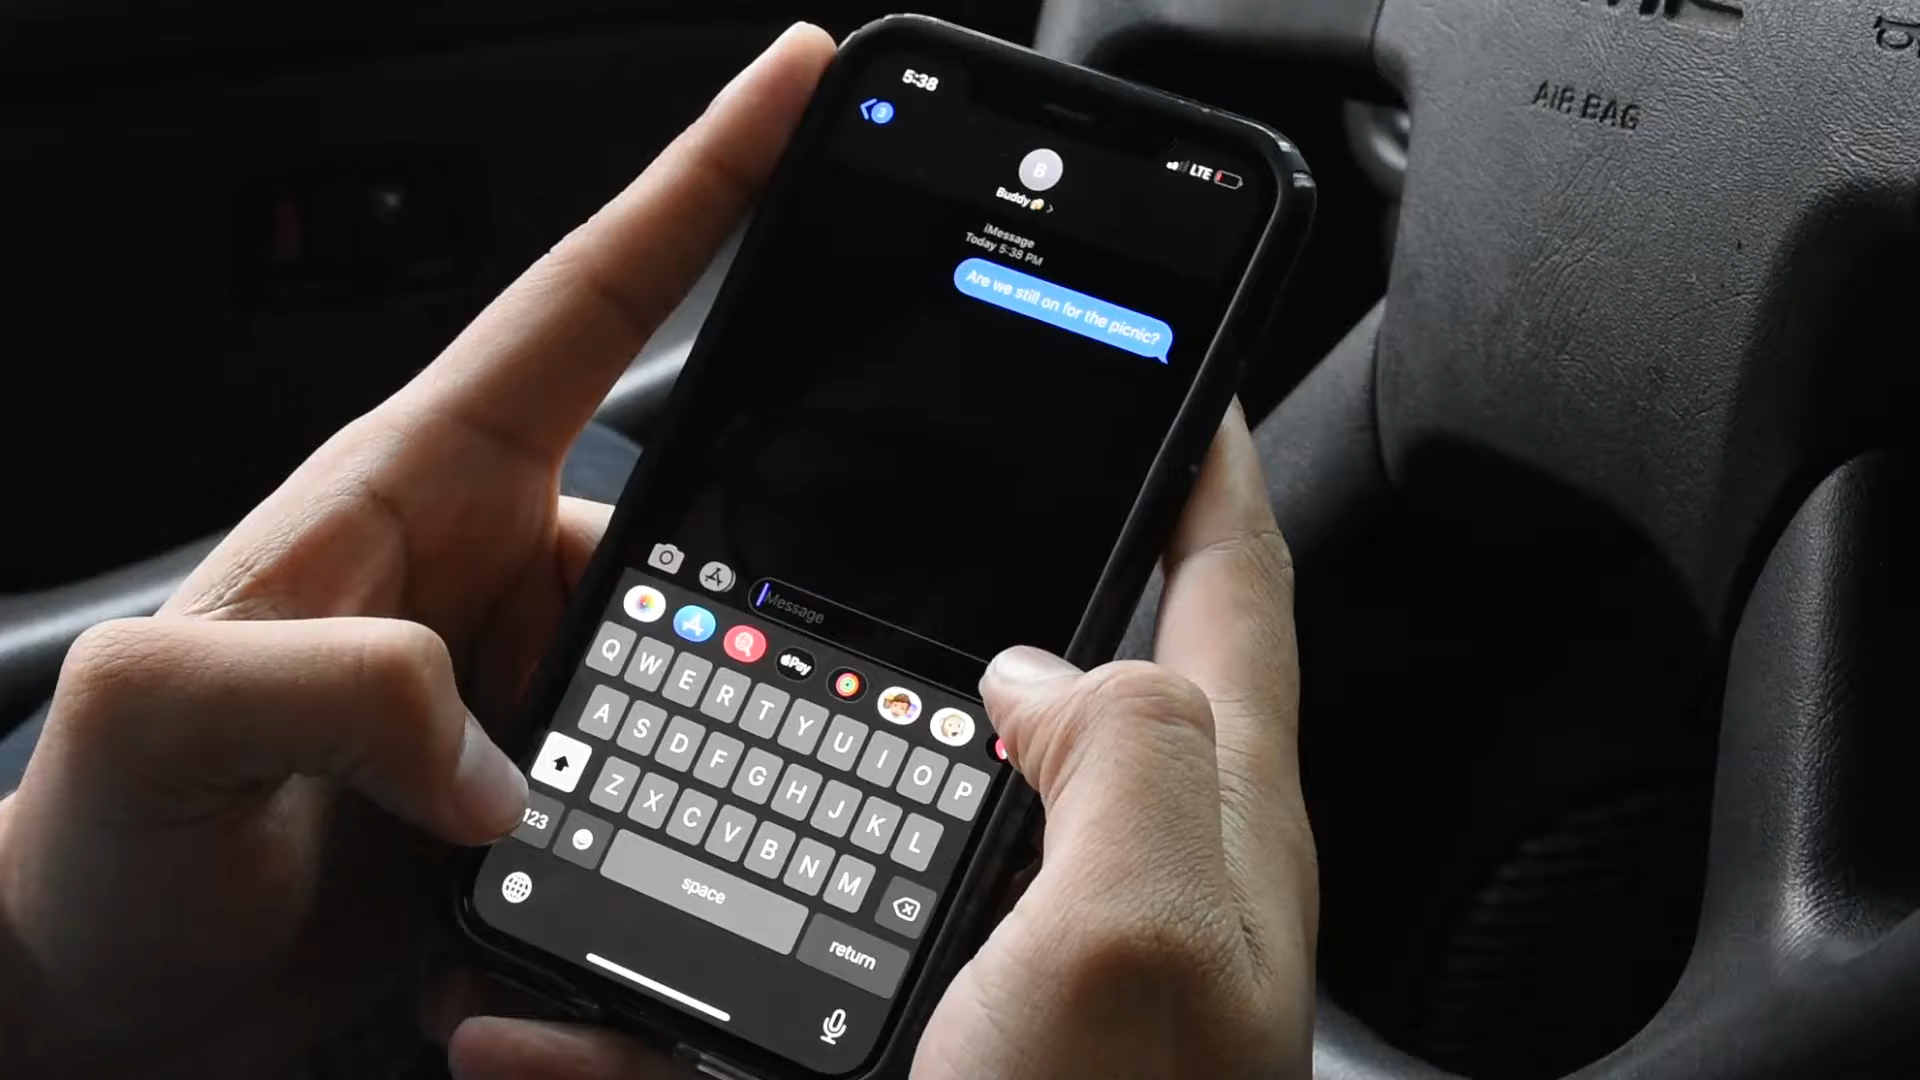 5:38
3
LTE
B
Buddy
iMessage
Today 5:38 PM
Are we still on for the picnic?
Message
Pay
Q W E R T Y U I O P
A S D F G H J K L
Z X C V B N M
123
space
return
AIR BAG